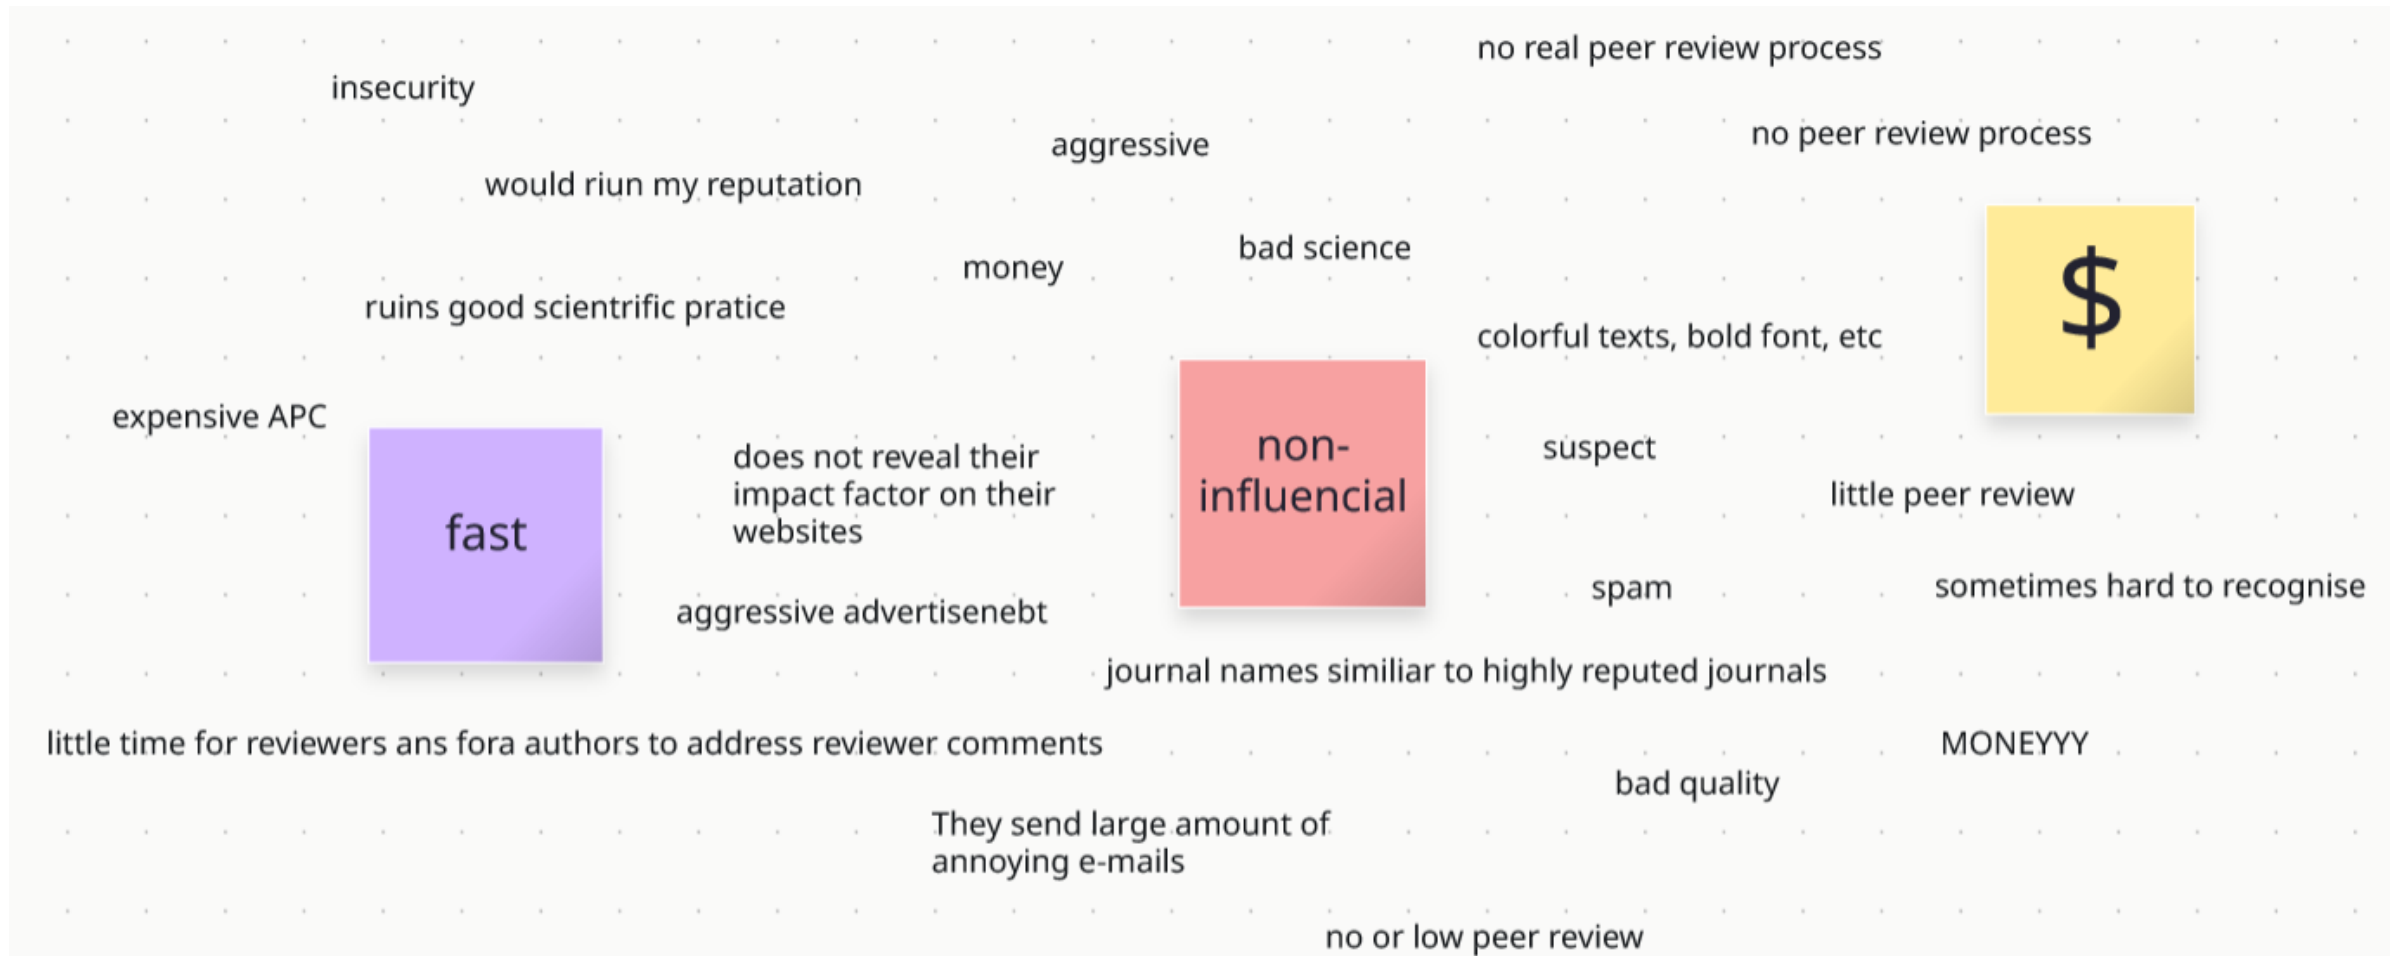 no real peer review process
insecurity
no peer review process
aggressive
would riun my reputation
bad science
money
$
ruins good scientrific pratice
colorful texts, bold font, etc
expensive APC
non-
influencial
suspect
does not reveal their
impact factor on their
websites
little peer review
fast
spam
sometimes hard to recognise
aggressive advertisenebt
journal names similiar to highly reputed journals
little time for reviewers ans fora authors to address reviewer comments
MONEYYY
bad quality
They send large amount of
annoying e-mails
no or low peer review